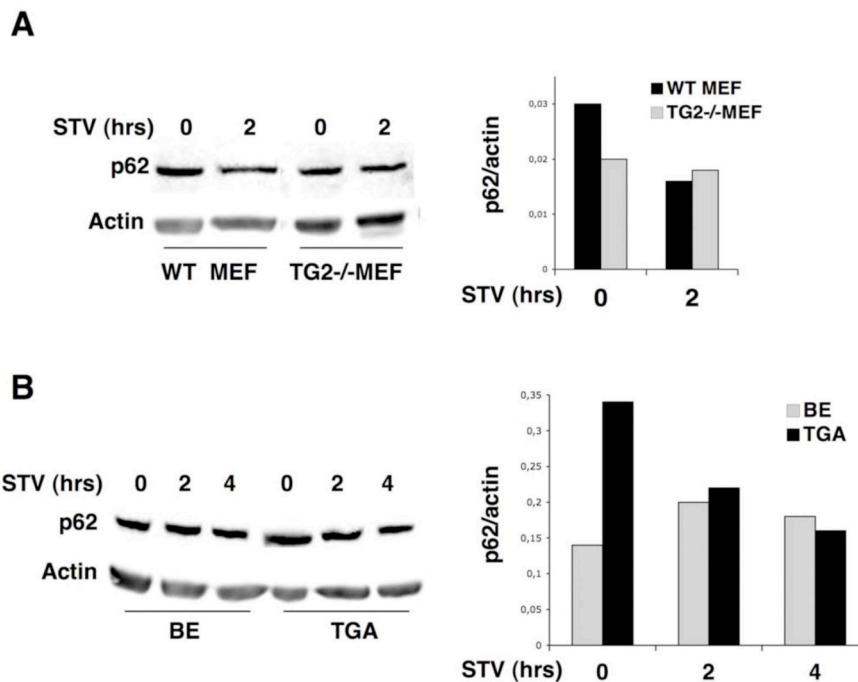 A
STV (hrs) 0 2 0 2
p62
Actin
WT MEF TG2-/-MEF
WT MEF
TG2-/-MEF
p62/actin
0,03
0,02
0,01
0
STV (hrs) 0 2
B
STV (hrs) 0 2 4 0 2 4
p62
Actin
BE TGA
BE
TGA
p62/actin
0,35
0,3
0,25
0,2
0,15
0,1
0,05
0
STV (hrs) 0 2 4